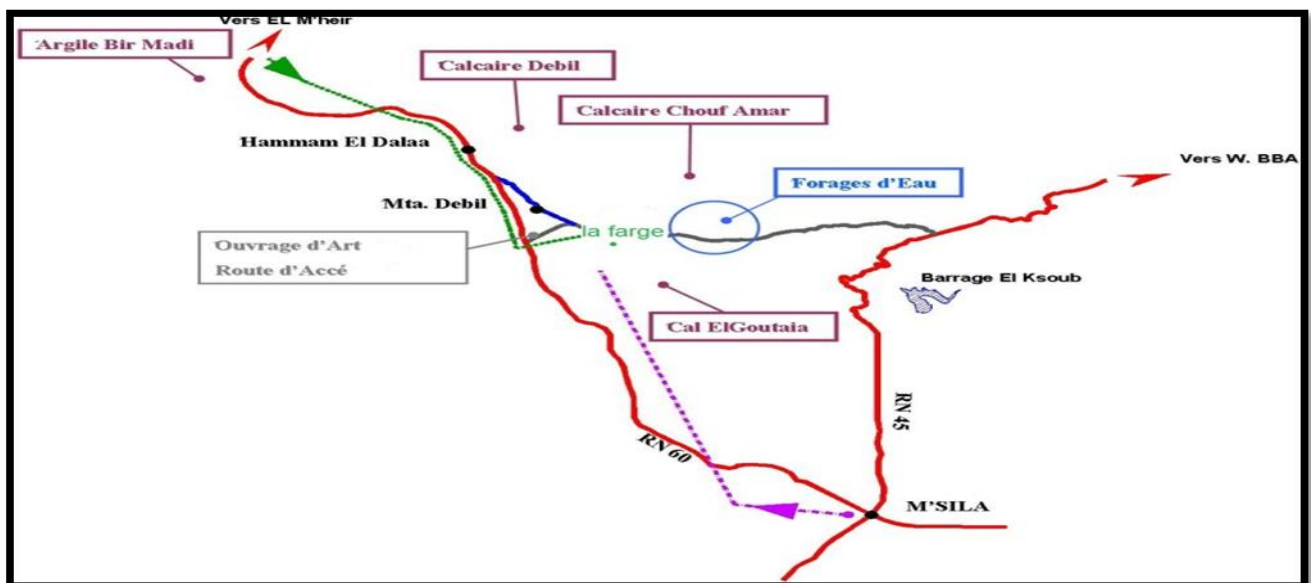 Vers EL M'heir
Argile Bir Madi
Calcaire Debil
Calcaire Chouf Amar
Hammam El Dalaa
Vers W. BBA
Forages d'Eau
Mta. Debil
la farge
Ouvrage d'Art
Route d'Accé
Barrage El Ksoub
Cal ElGoutaia
RN 45
RN 60
M'SILA